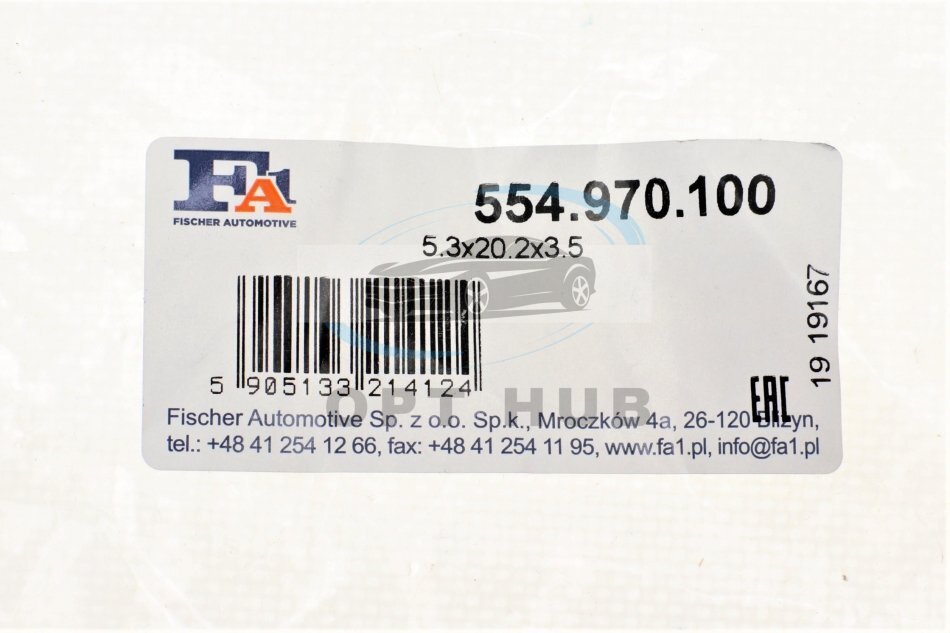 FA1
FISCHER AUTOMOTIVE
554.970.100
5.3x20.2x3.5
5 905133 214124
19 19167
EAC
OPT HUB
Fischer Automotive Sp. z o.o. Sp.k., Mroczków 4a, 26-120 Bliżyn,
tel.: +48 41 254 12 66, fax: +48 41 254 11 95, www.fa1.pl, info@fa1.pl